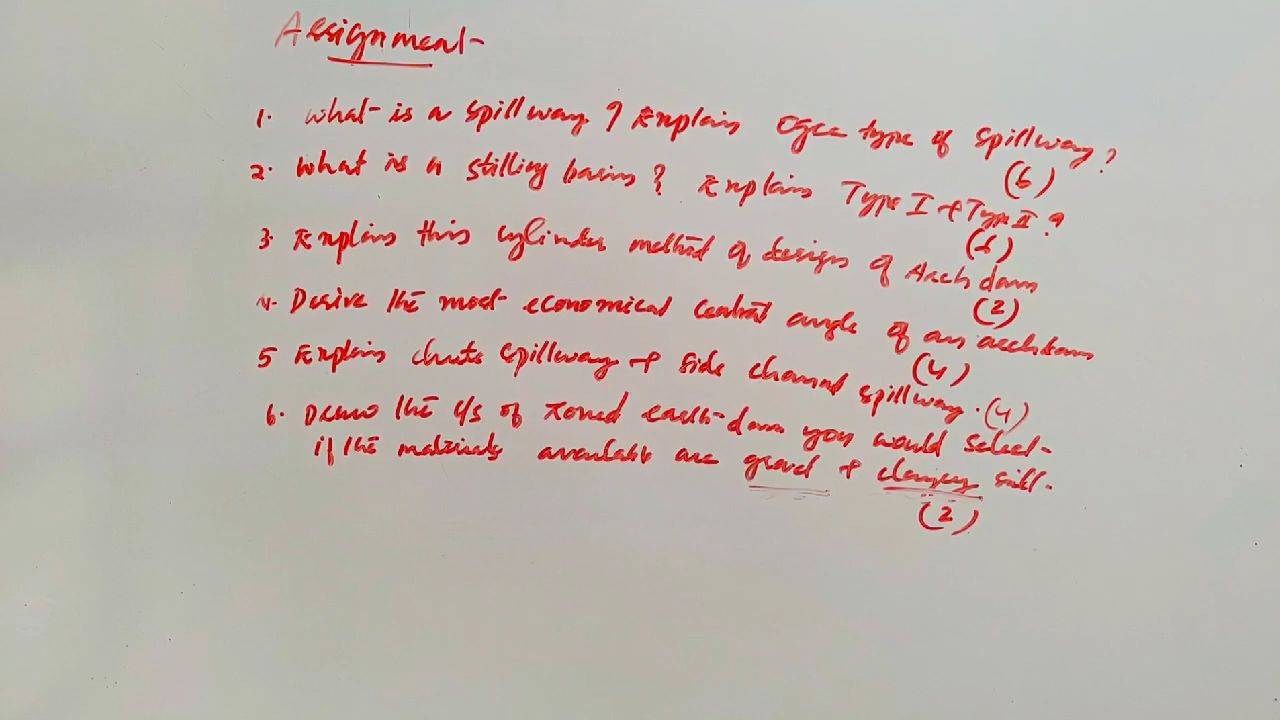 Assignment
1. What is a spillway? Explain Ogee type of spillway?
(6)
2. What is a stilling basin? Explain Type I & Type II?
3. Explain thin cylinder method of design of Arch dam
(2)
4. Derive the most economical central angle of an arch dam
(4)
5 Explain chute spillway & side channel spillway. (4)
6. Draw the c/s of zoned earth-dam you would select
if the materials available are gravel & clayey silt.
(2)